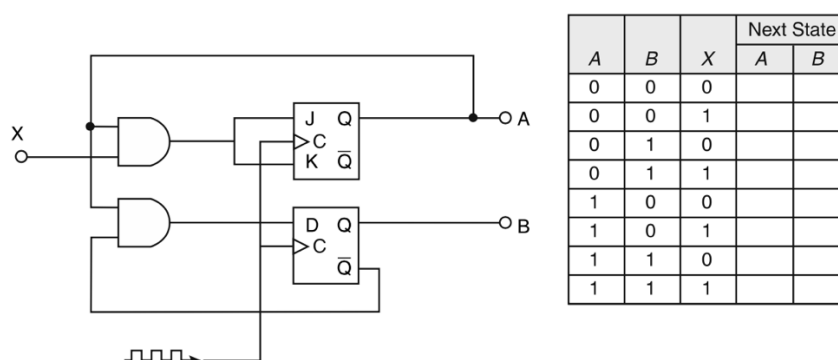 X
J Q
C
K Q̅
A
D Q
C
Q̅
B
Next State
A B X A B
0 0 0
0 0 1
0 1 0
0 1 1
1 0 0
1 0 1
1 1 0
1 1 1